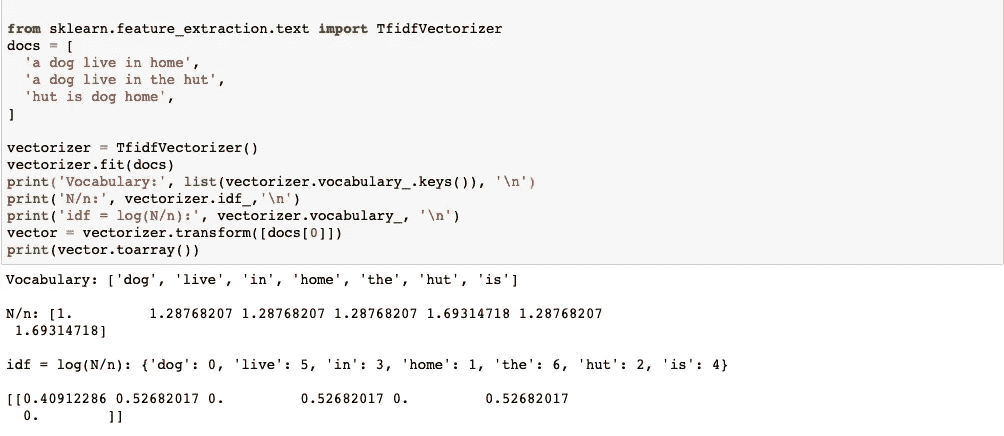 from sklearn.feature_extraction.text import TfidfVectorizer
docs = [
  'a dog live in home',
  'a dog live in the hut',
  'hut is dog home',
]
vectorizer = TfidfVectorizer()
vectorizer.fit(docs)
print('Vocabulary:', list(vectorizer.vocabulary_.keys()), '\n')
print('N/n:', vectorizer.idf_,'\n')
print('idf = log(N/n):', vectorizer.vocabulary_, '\n')
vector = vectorizer.transform([docs[0]])
print(vector.toarray())
Vocabulary: ['dog', 'live', 'in', 'home', 'the', 'hut', 'is']
N/n: [1.         1.28768207 1.28768207 1.28768207 1.69314718 1.28768207
 1.69314718]
idf = log(N/n): {'dog': 0, 'live': 5, 'in': 3, 'home': 1, 'the': 6, 'hut': 2, 'is': 4}
[[0.40912286 0.52682017 0.         0.52682017 0.         0.52682017
  0.        ]]